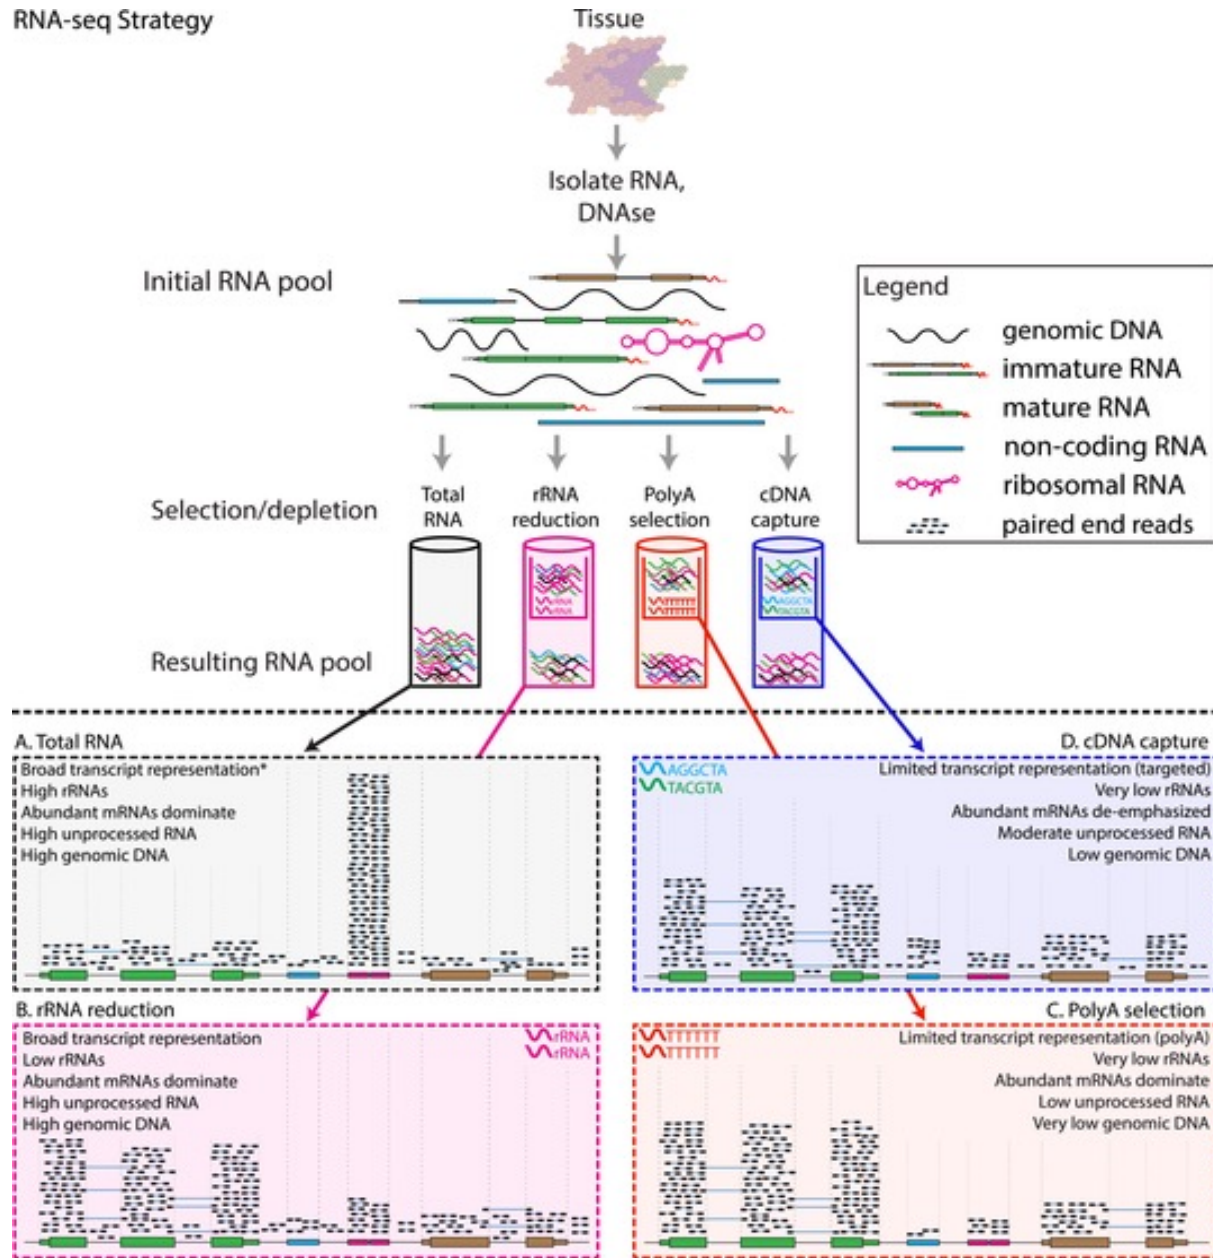 RNA-seq Strategy
Tissue
Isolate RNA,
DNAse
Initial RNA pool
Legend
genomic DNA
immature RNA
mature RNA
non-coding RNA
ribosomal RNA
paired end reads
Selection/depletion
Total
RNA
rRNA
reduction
PolyA
selection
cDNA
capture
rRNA
rRNA
TTTTTT
TTTTTT
AGGCTA
TACGTA
Resulting RNA pool
A. Total RNA
Broad transcript representation*
High rRNAs
Abundant mRNAs dominate
High unprocessed RNA
High genomic DNA
D. cDNA capture
AGGCTA
TACGTA
Limited transcript representation (targeted)
Very low rRNAs
Abundant mRNAs de-emphasized
Moderate unprocessed RNA
Low genomic DNA
B. rRNA reduction
Broad transcript representation
Low rRNAs
Abundant mRNAs dominate
High unprocessed RNA
High genomic DNA
rRNA
rRNA
C. PolyA selection
TTTTTT
TTTTTT
Limited transcript representation (polyA)
Very low rRNAs
Abundant mRNAs dominate
Low unprocessed RNA
Very low genomic DNA